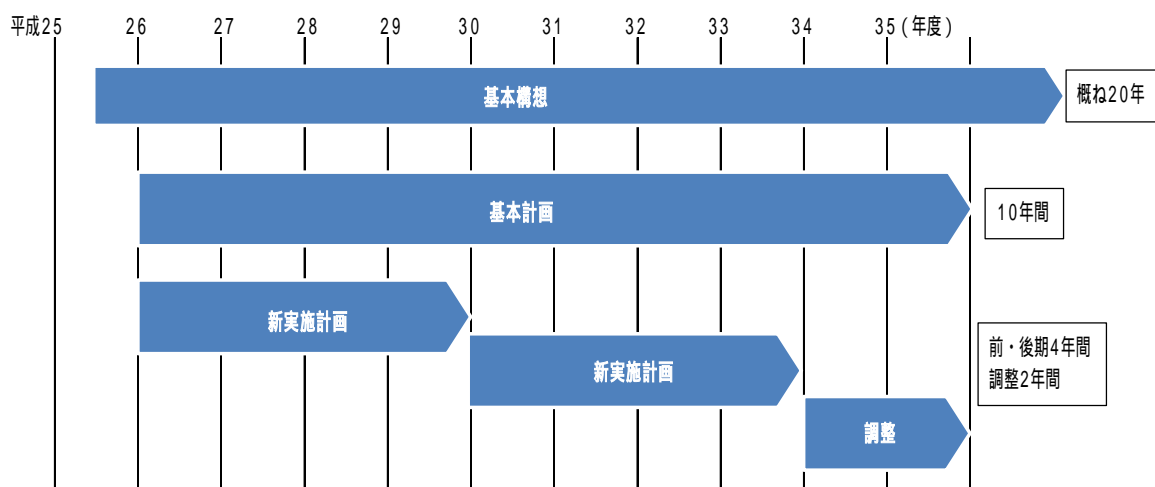 平成25 26 27 28 29 30 31 32 33 34 35(年度)
基本構想
概ね20年
基本計画
10年間
新実施計画
新実施計画
前・後期4年間
調整2年間
調整